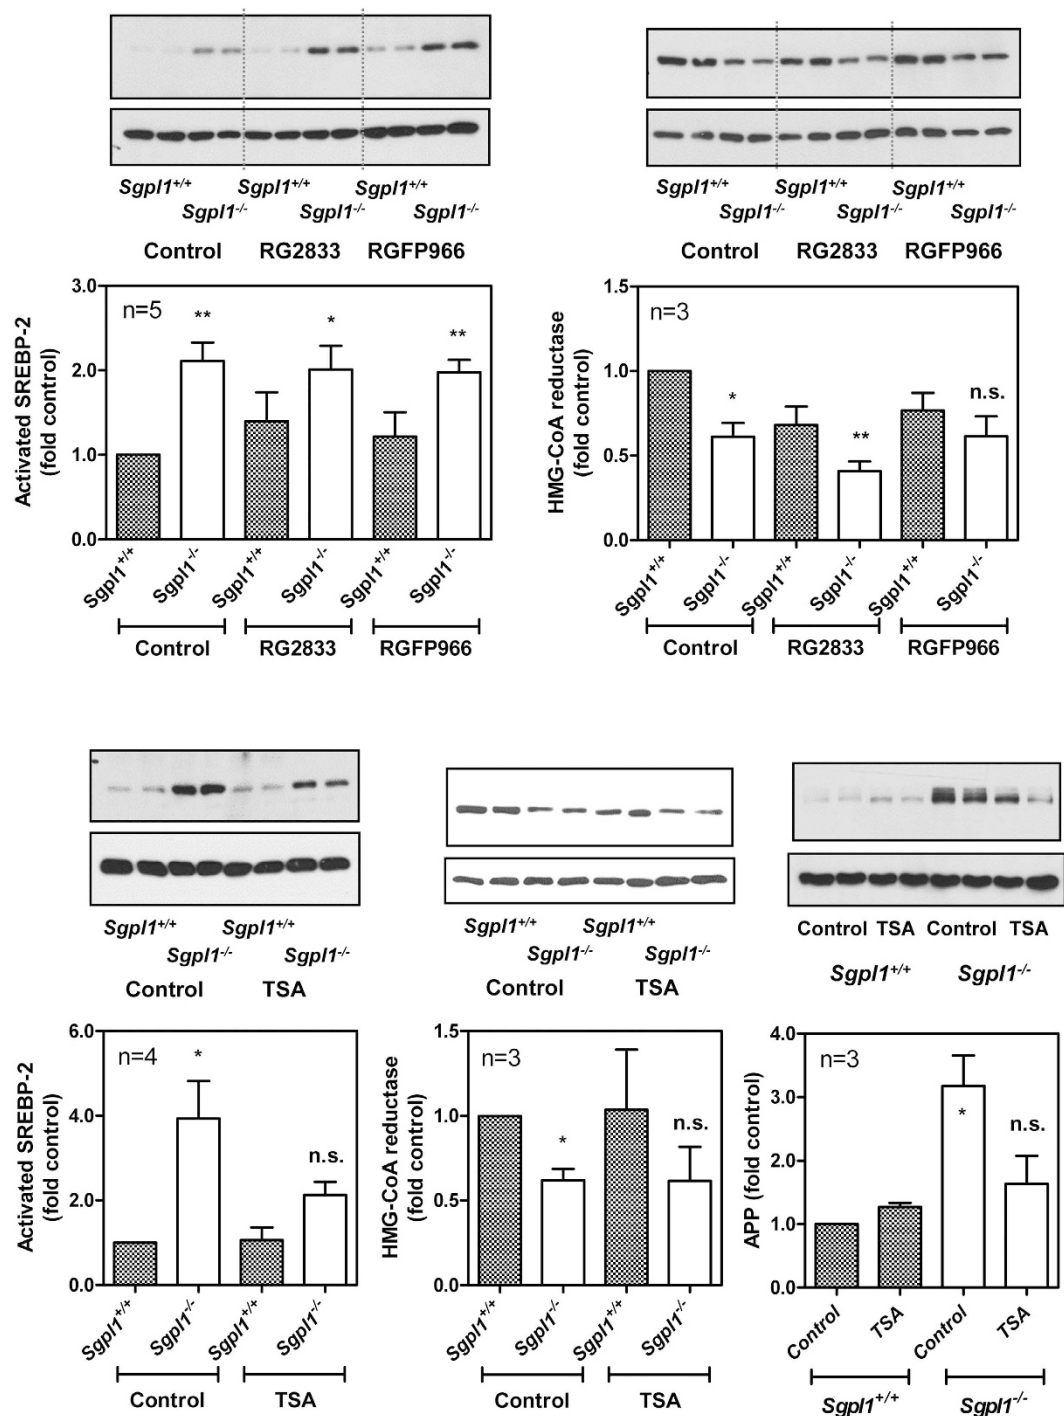 Sgpl1+/+ Sgpl1+/+ Sgpl1+/+
Sgpl1-/- Sgpl1-/- Sgpl1-/-
Control RG2833 RGFP966
Activated SREBP-2
(fold control)
3.0
2.0
1.0
0.0
n=5
** * **
Sgpl1+/+ Sgpl1-/- Sgpl1+/+ Sgpl1-/- Sgpl1+/+ Sgpl1-/-
Control RG2833 RGFP966
Sgpl1+/+ Sgpl1+/+ Sgpl1+/+
Sgpl1-/- Sgpl1-/- Sgpl1-/-
Control RG2833 RGFP966
HMG-CoA reductase
(fold control)
1.5
1.0
0.5
0.0
n=3
* ** n.s.
Sgpl1+/+ Sgpl1-/- Sgpl1+/+ Sgpl1-/- Sgpl1+/+ Sgpl1-/-
Control RG2833 RGFP966
Sgpl1+/+ Sgpl1+/+
Sgpl1-/- Sgpl1-/-
Control TSA
Activated SREBP-2
(fold control)
6.0
4.0
2.0
0.0
n=4
* n.s.
Sgpl1+/+ Sgpl1-/- Sgpl1+/+ Sgpl1-/-
Control TSA
Sgpl1+/+ Sgpl1+/+
Sgpl1-/- Sgpl1-/-
Control TSA
HMG-CoA reductase
(fold control)
1.5
1.0
0.5
0.0
n=3
* n.s.
Sgpl1+/+ Sgpl1-/- Sgpl1+/+ Sgpl1-/-
Control TSA
Control TSA Control TSA
Sgpl1+/+ Sgpl1-/-
APP (fold control)
4.0
3.0
2.0
1.0
0.0
n=3
* n.s.
Control TSA Control TSA
Sgpl1+/+ Sgpl1-/-